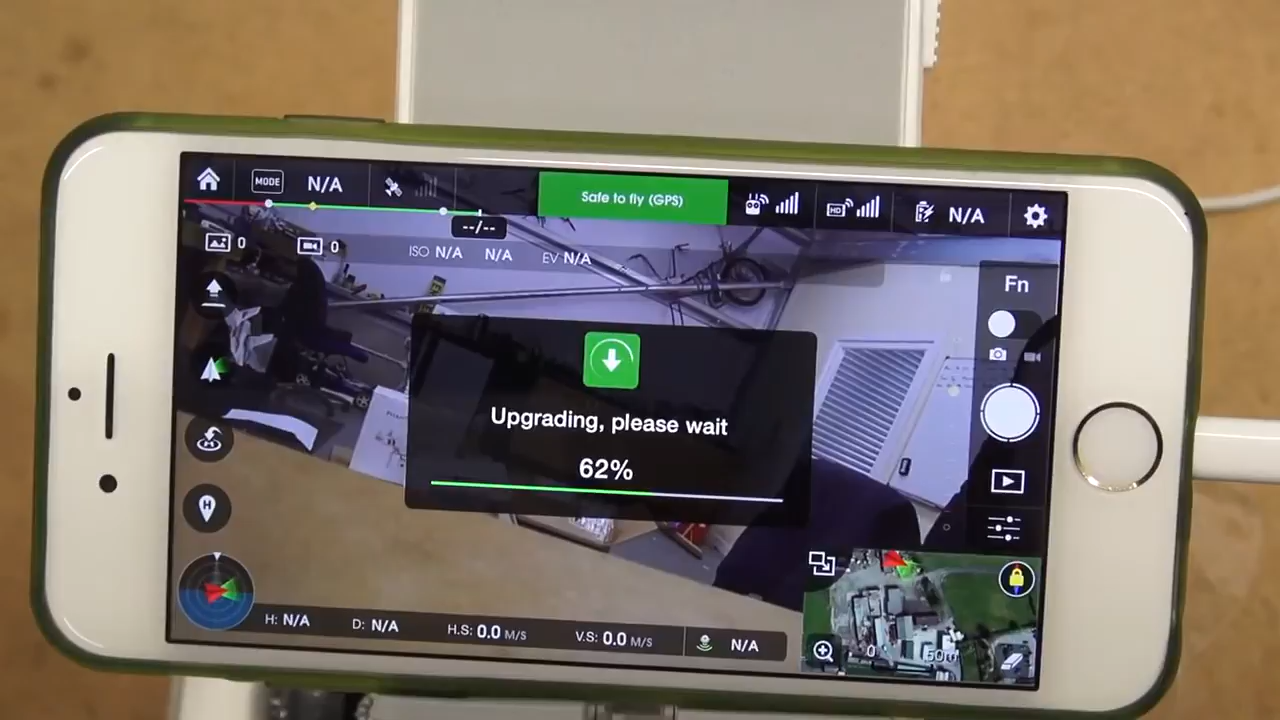 MODE N/A
Safe to fly (GPS)
HD
N/A
--/--
0
0
ISO N/A N/A EV N/A
Fn
Upgrading, please wait
62%
H
H: N/A D: N/A H.S: 0.0 M/S V.S: 0.0 M/S N/A
0 50m